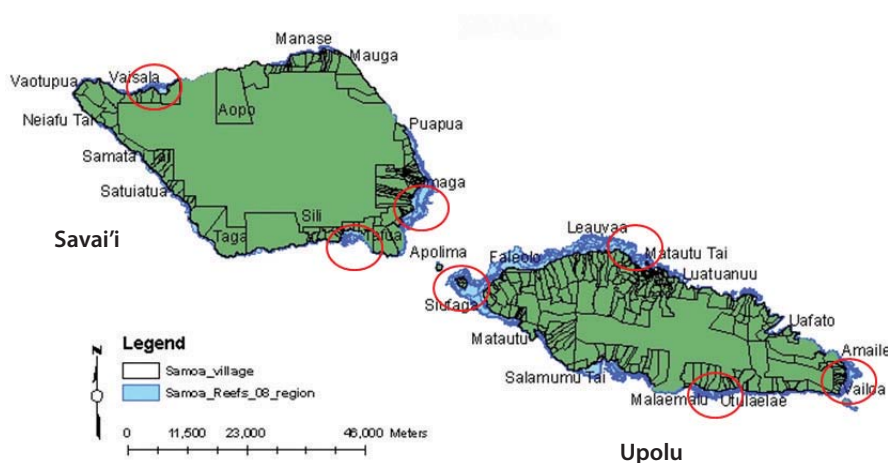 Manase
Mauga
Vaisala
Vaotupua
Aopo
Neiafu Tai
Puapua
Samata i Tai
Satuiatua
Sili
Savai'i
Taga
Leauvaa
Apolima
Faleolo
Matautu Tai
Luatuanuu
Siufaga
Uafato
Matautu
Amaile
Salamumu Tai
Vailoa
Malaemalu
Legend
Samoa_village
Samoa_Reefs_08_region
N
0 11,500 23,000 46,000 Meters
Upolu